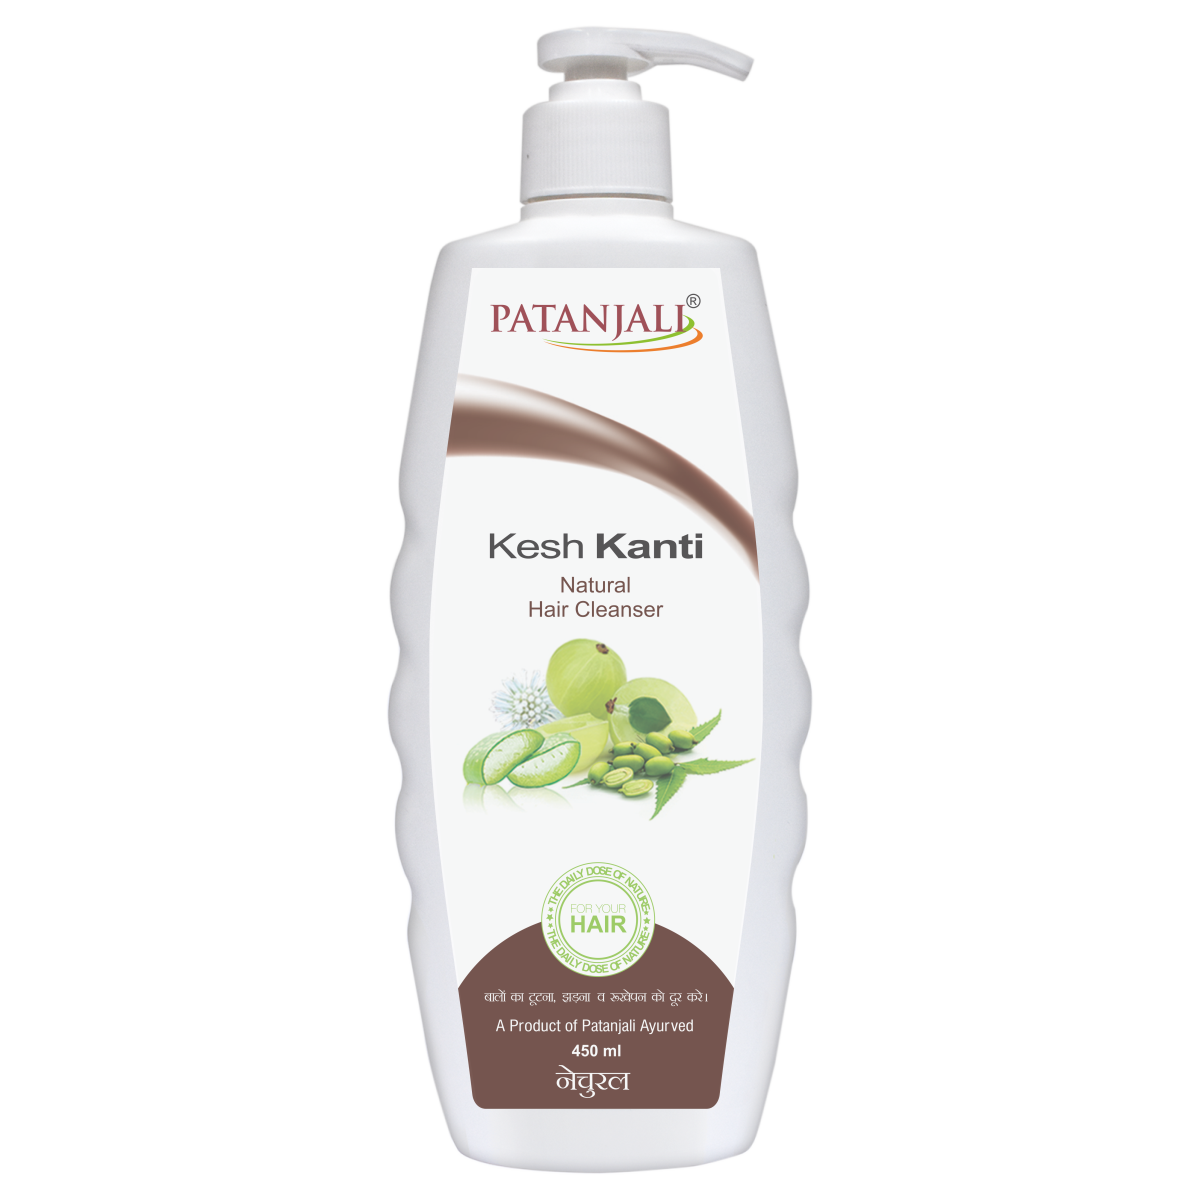 PATANJALI®
Kesh Kanti
Natural
Hair Cleanser
THE DAILY DOSE OF NATURE
FOR YOUR
HAIR
THE DAILY DOSE OF NATURE
बालों का टूटना, झड़ना व रूखेपन को दूर करे।
A Product of Patanjali Ayurved
450 ml
नेचुरल